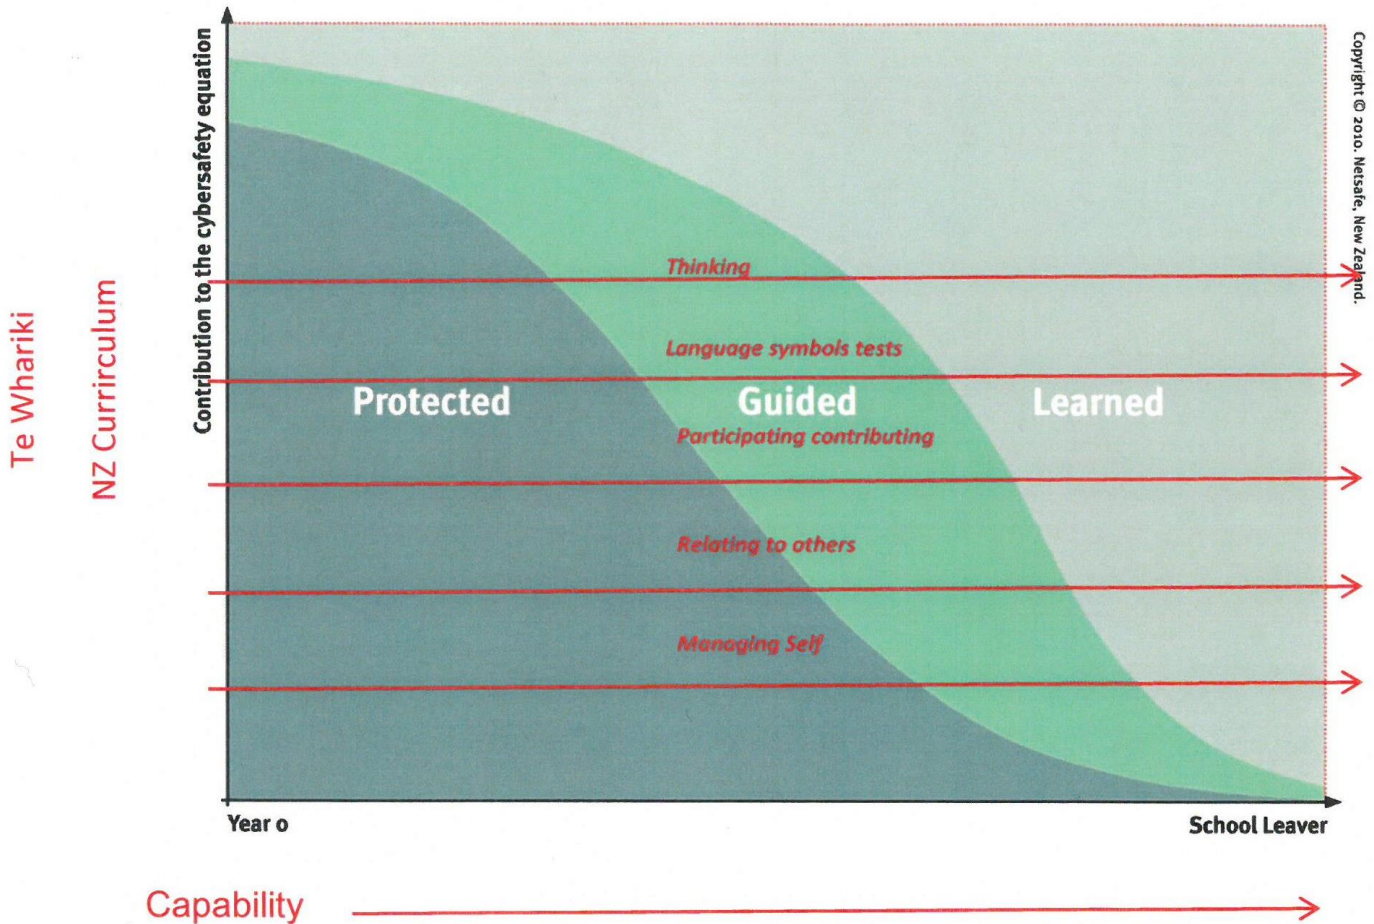 Contribution to the cybersafety equation
Copyright © 2010. Netsafe, New Zealand.
Te Whariki
NZ Currirculum
Thinking
Language symbols tests
Protected
Guided
Learned
Participating contributing
Relating to others
Managing Self
Year 0
School Leaver
Capability